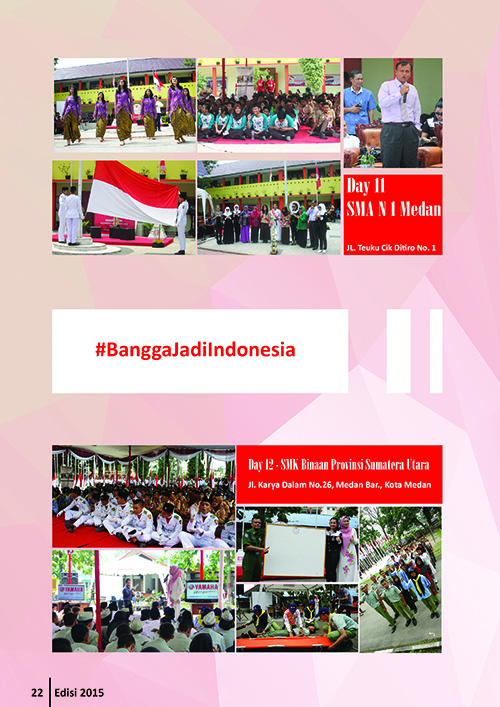 Day 11
SMA N 1 Medan
JL. Teuku Cik Ditiro No. 1
#BanggaJadiIndonesia
Day 12 - SMK Binaan Provinsi Sumatera Utara
Jl. Karya Dalam No.26, Medan Bar., Kota Medan
YAMAHA
YAMAHA
22 Edisi 2015